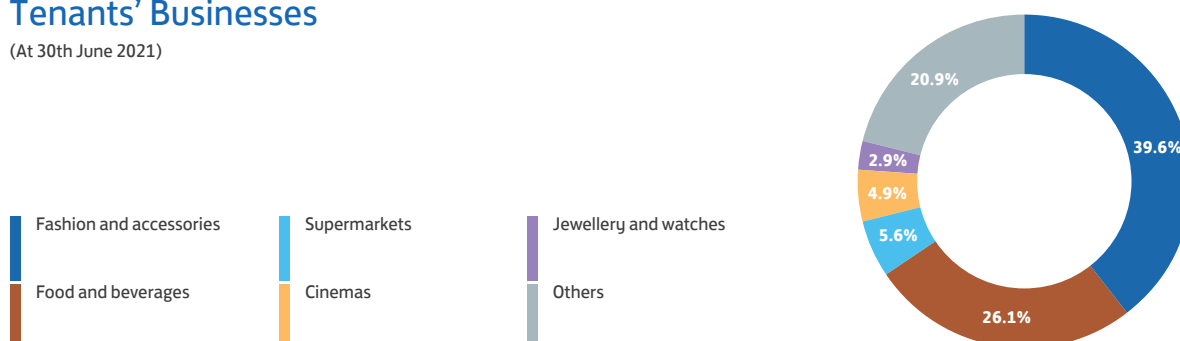 Tenants’ Businesses
(At 30th June 2021)
20.9%
39.6%
2.9%
4.9%
5.6%
26.1%
Fashion and accessories
Supermarkets
Jewellery and watches
Food and beverages
Cinemas
Others